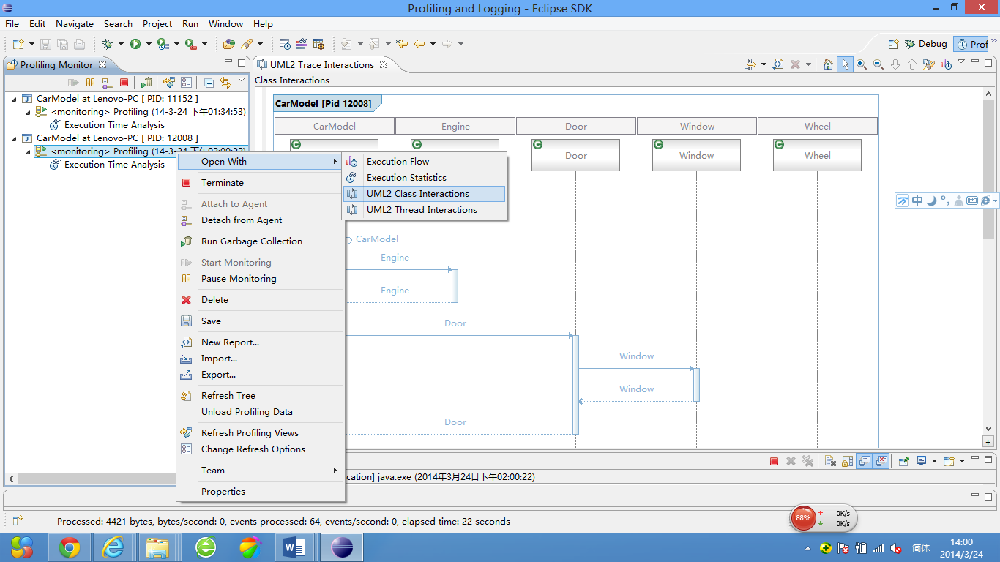 Profiling and Logging - Eclipse SDK
File Edit Navigate Search Project Run Window Help
Debug Prof
Profiling Monitor
CarModel at Lenovo-PC [ PID: 11152 ]
<monitoring> Profiling (14-3-24 下午01:34:53)
Execution Time Analysis
CarModel at Lenovo-PC [ PID: 12008 ]
<monitoring> Profiling (14-3-24 下午02:00:22)
Execution Time Analysis
Open With
Terminate
Attach to Agent
Detach from Agent
Run Garbage Collection
Start Monitoring
Pause Monitoring
Delete
Save
New Report...
Import...
Export...
Refresh Tree
Unload Profiling Data
Refresh Profiling Views
Change Refresh Options
Team
Properties
Execution Flow
Execution Statistics
UML2 Class Interactions
UML2 Thread Interactions
UML2 Trace Interactions
Class Interactions
CarModel [Pid 12008]
CarModel Engine Door Window Wheel
Door Window Wheel
CarModel
Engine
Engine
Door
Window
Window
Door
中
cation] java.exe (2014年3月24日下午02:00:22)
Processed: 4421 bytes, bytes/second: 0, events processed: 64, events/second: 0, elapsed time: 22 seconds
88%
0K/s
0K/s
简体
14:00
2014/3/24